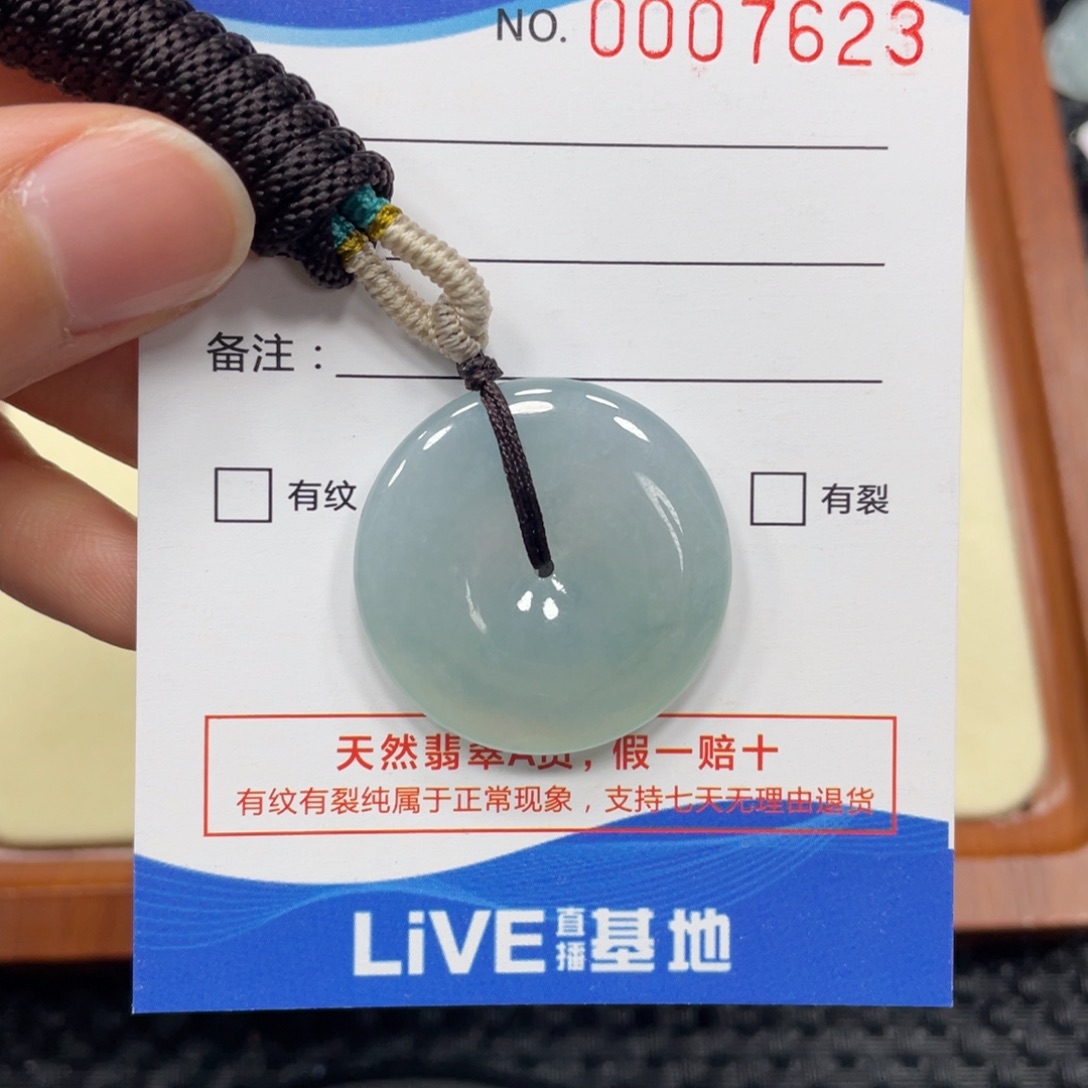 NO. 0007623
备注：
有纹 有裂
天然翡翠A货，假一赔十
有纹有裂纯属于正常现象，支持七天无理由退货
LiVE直播基地